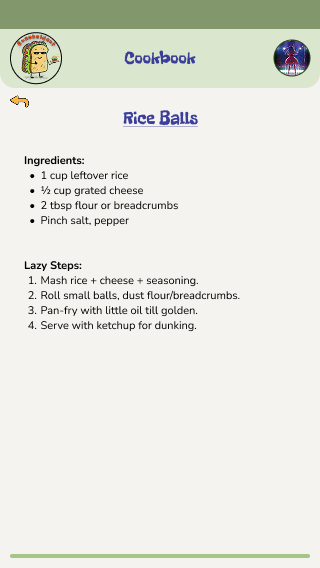 Cookbook
Rice Balls
Ingredients:
● 1 cup leftover rice
● ½ cup grated cheese
● 2 tbsp flour or breadcrumbs
● Pinch salt, pepper
Lazy Steps:
1. Mash rice + cheese + seasoning.
2. Roll small balls, dust flour/breadcrumbs.
3. Pan-fry with little oil till golden.
4. Serve with ketchup for dunking.